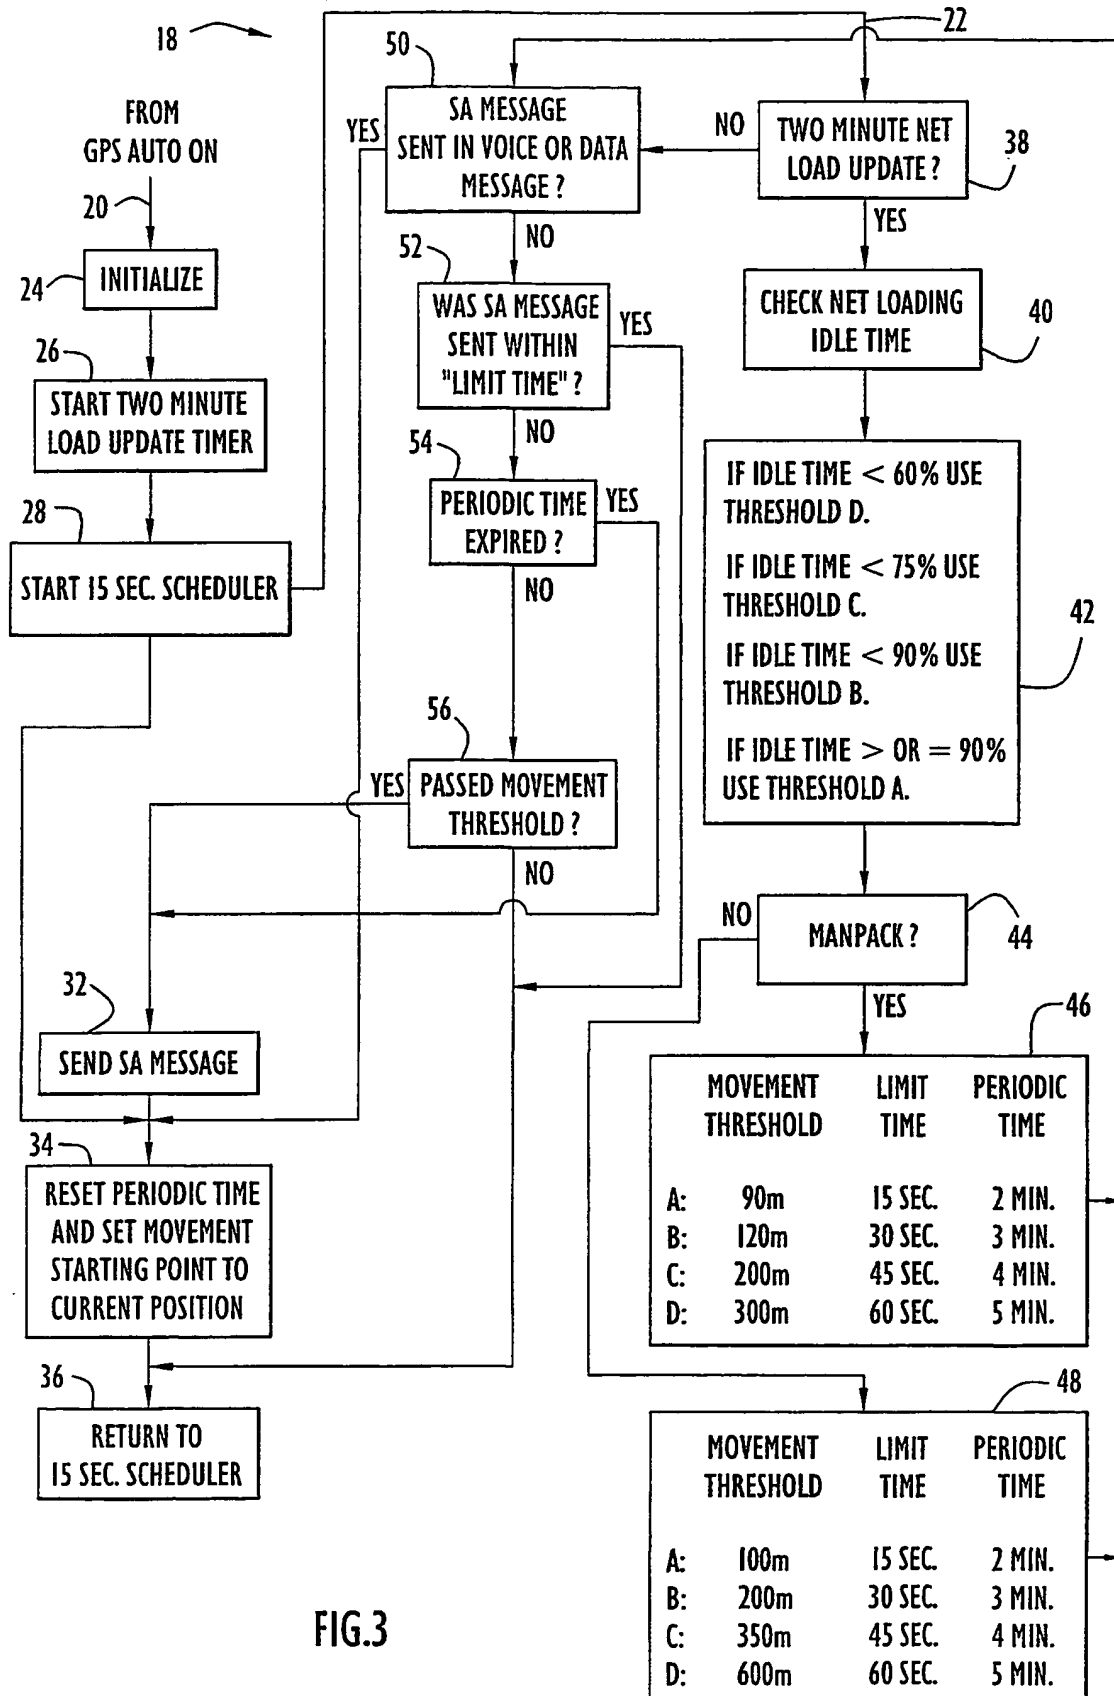 18
FROM
GPS AUTO ON
20
24
INITIALIZE
26
START TWO MINUTE
LOAD UPDATE TIMER
28
START 15 SEC. SCHEDULER
22
50
SA MESSAGE
SENT IN VOICE OR DATA
MESSAGE ?
YES
NO
NO
TWO MINUTE NET
LOAD UPDATE ?
38
YES
52
WAS SA MESSAGE
SENT WITHIN
"LIMIT TIME" ?
YES
NO
CHECK NET LOADING
IDLE TIME
40
54
PERIODIC TIME
EXPIRED ?
YES
NO
IF IDLE TIME < 60% USE
THRESHOLD D.
IF IDLE TIME < 75% USE
THRESHOLD C.
IF IDLE TIME < 90% USE
THRESHOLD B.
IF IDLE TIME > OR = 90%
USE THRESHOLD A.
42
56
YES
PASSED MOVEMENT
THRESHOLD ?
NO
NO
MANPACK ?
44
YES
32
SEND SA MESSAGE
34
RESET PERIODIC TIME
AND SET MOVEMENT
STARTING POINT TO
CURRENT POSITION
36
RETURN TO
15 SEC. SCHEDULER
46
MOVEMENT LIMIT PERIODIC
THRESHOLD TIME TIME
A: 90m 15 SEC. 2 MIN.
B: 120m 30 SEC. 3 MIN.
C: 200m 45 SEC. 4 MIN.
D: 300m 60 SEC. 5 MIN.
48
MOVEMENT LIMIT PERIODIC
THRESHOLD TIME TIME
A: 100m 15 SEC. 2 MIN.
B: 200m 30 SEC. 3 MIN.
C: 350m 45 SEC. 4 MIN.
D: 600m 60 SEC. 5 MIN.
FIG.3